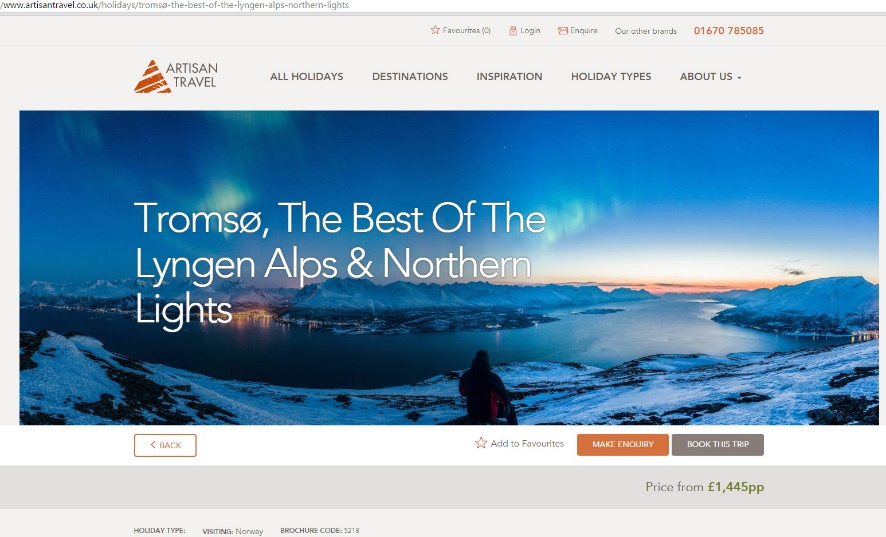 /www.artisantravel.co.uk/holidays/tromsø-the-best-of-the-lyngen-alps-northern-lights
Favourites (0) Login Enquire Our other brands 01670 785085
ARTISAN
TRAVEL
ALL HOLIDAYS DESTINATIONS INSPIRATION HOLIDAY TYPES ABOUT US
Tromsø, The Best Of The
Lyngen Alps & Northern
Lights
BACK Add to Favourites MAKE ENQUIRY BOOK THIS TRIP
Price from £1,445pp
HOLIDAY TYPE: VISITING: Norway BROCHURE CODE: 5218